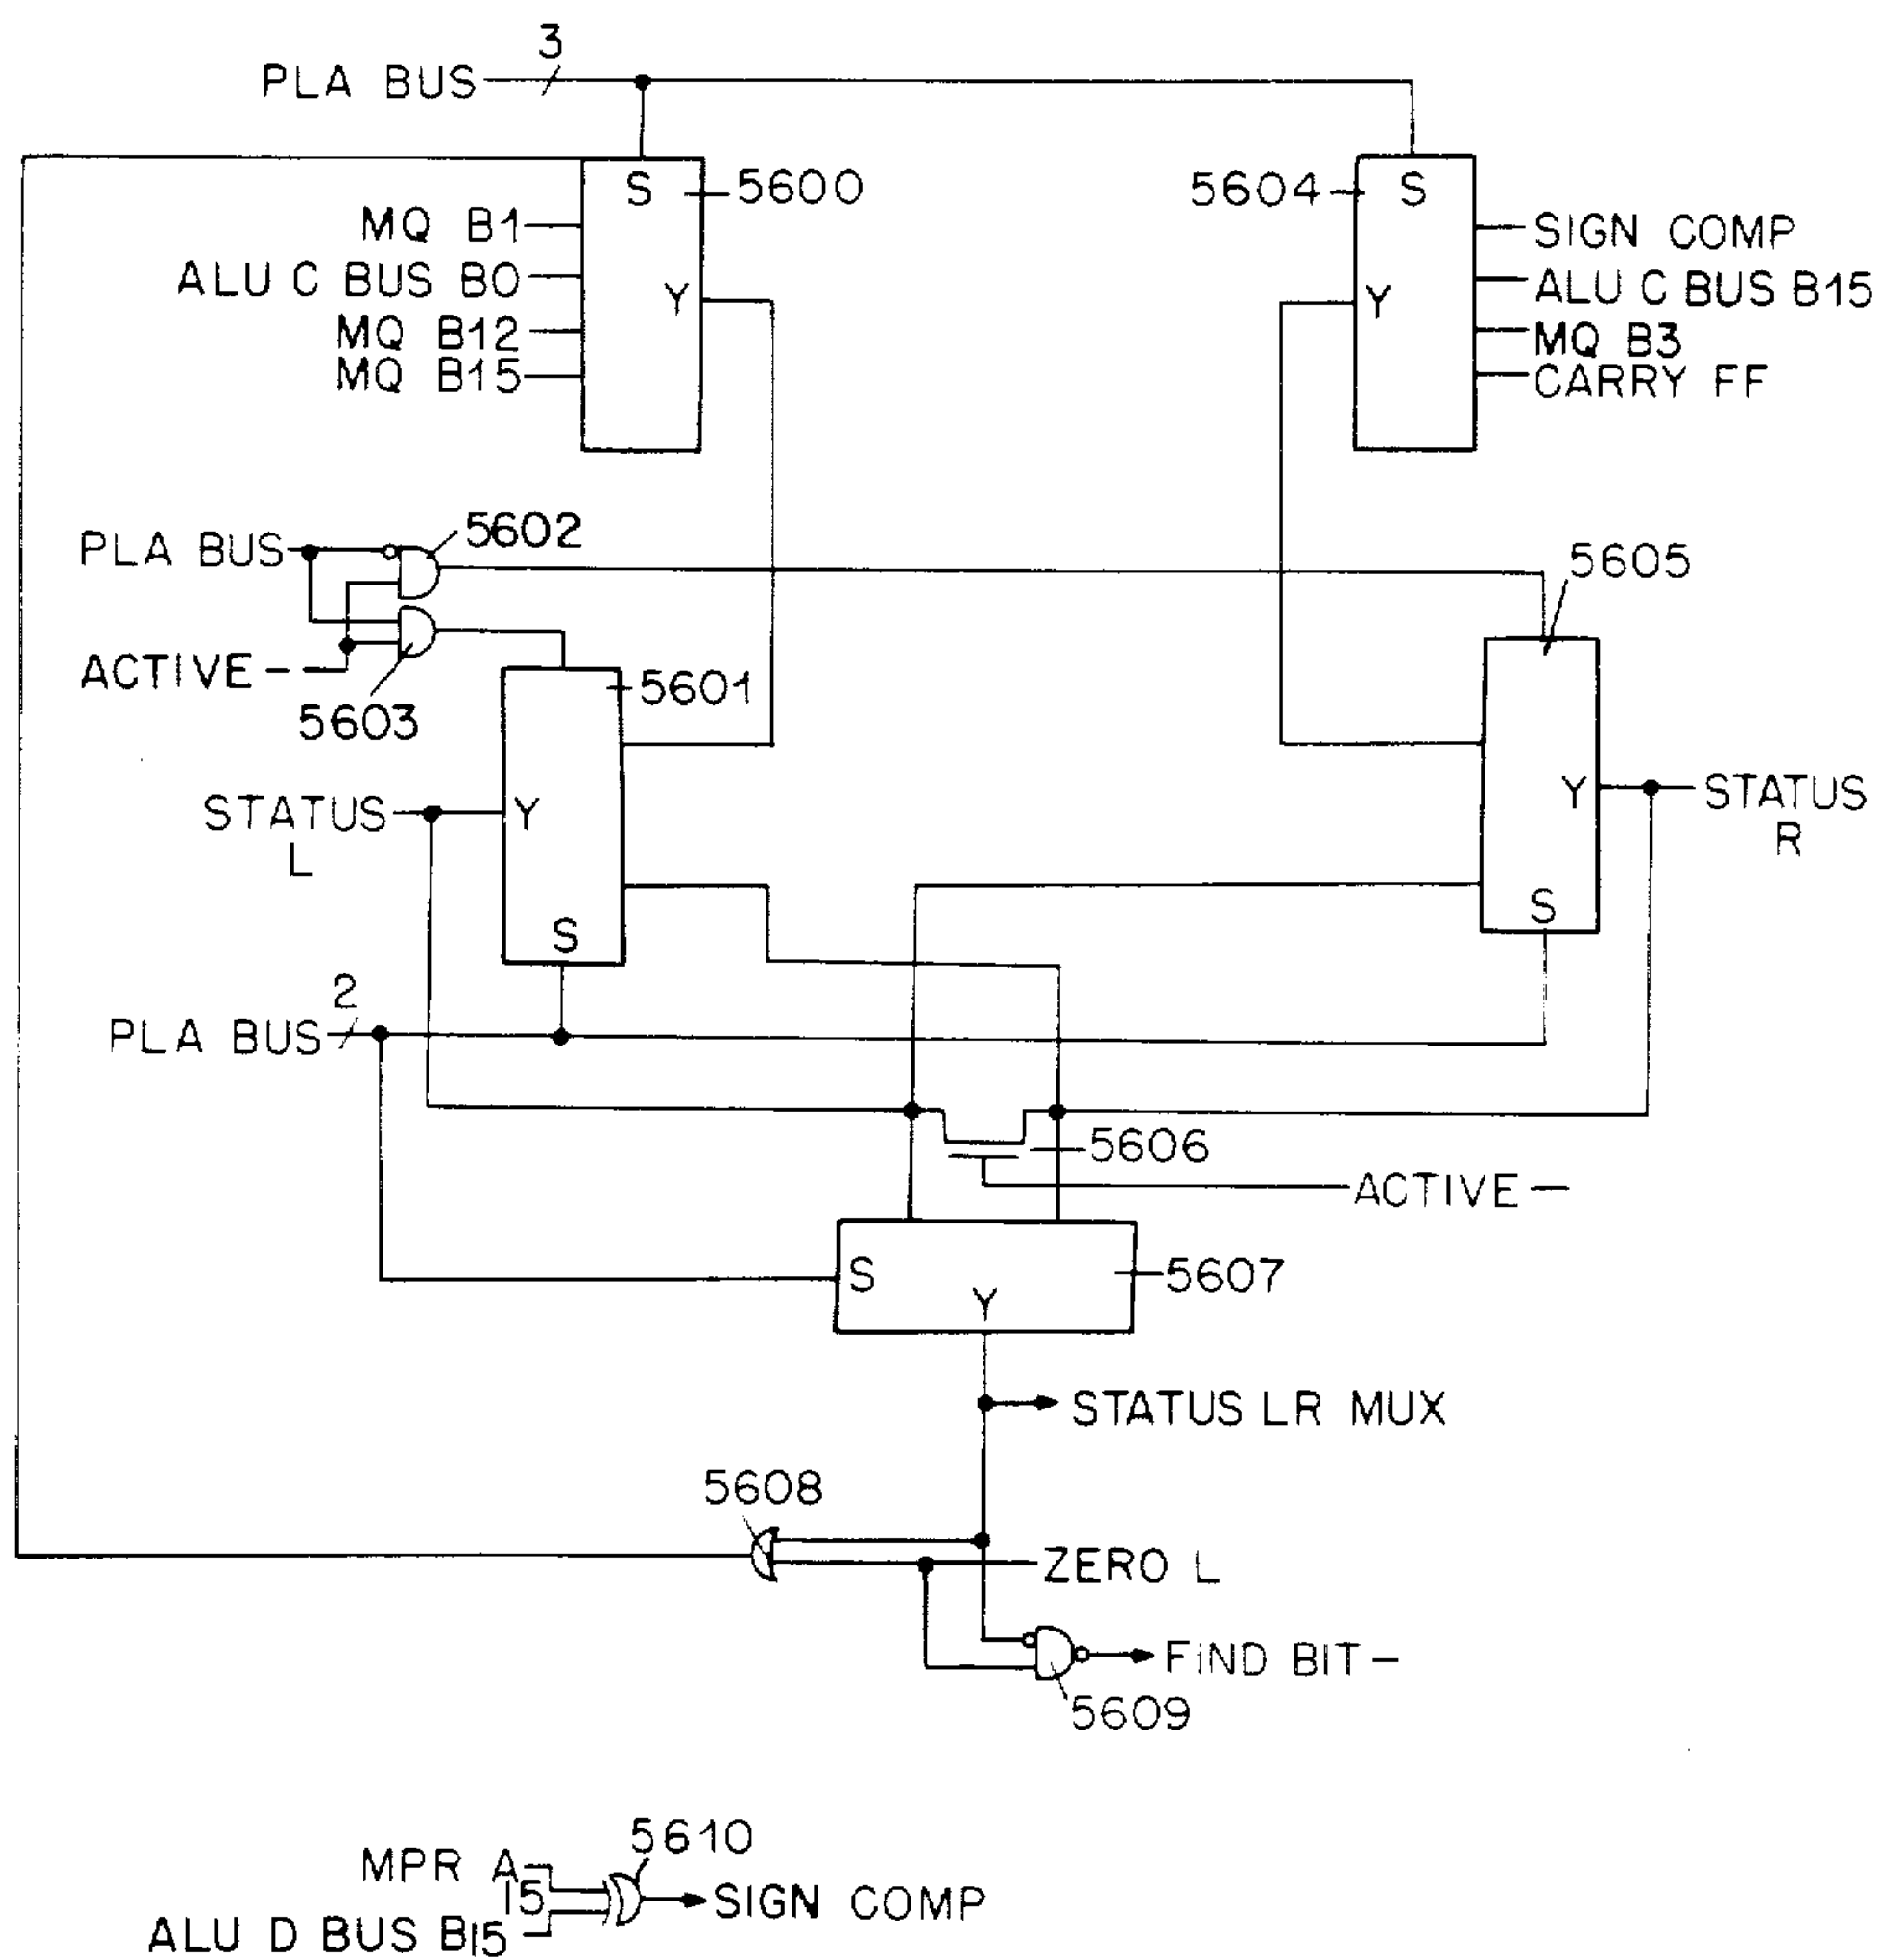 3
PLA BUS
S
5600
5604
S
MQ B1
SIGN COMP
ALU C BUS B0
Y
Y
ALU C BUS B15
MQ B12
MQ B3
MQ B15
CARRY FF
PLA BUS
5602
5605
ACTIVE-
5603
5601
STATUS
L
Y
Y
STATUS
R
S
S
2
PLA BUS
5606
ACTIVE-
S
Y
5607
STATUS LR MUX
5608
ZERO L
FIND BIT-
5609
5610
MPR A
15
SIGN COMP
ALU D BUS B15